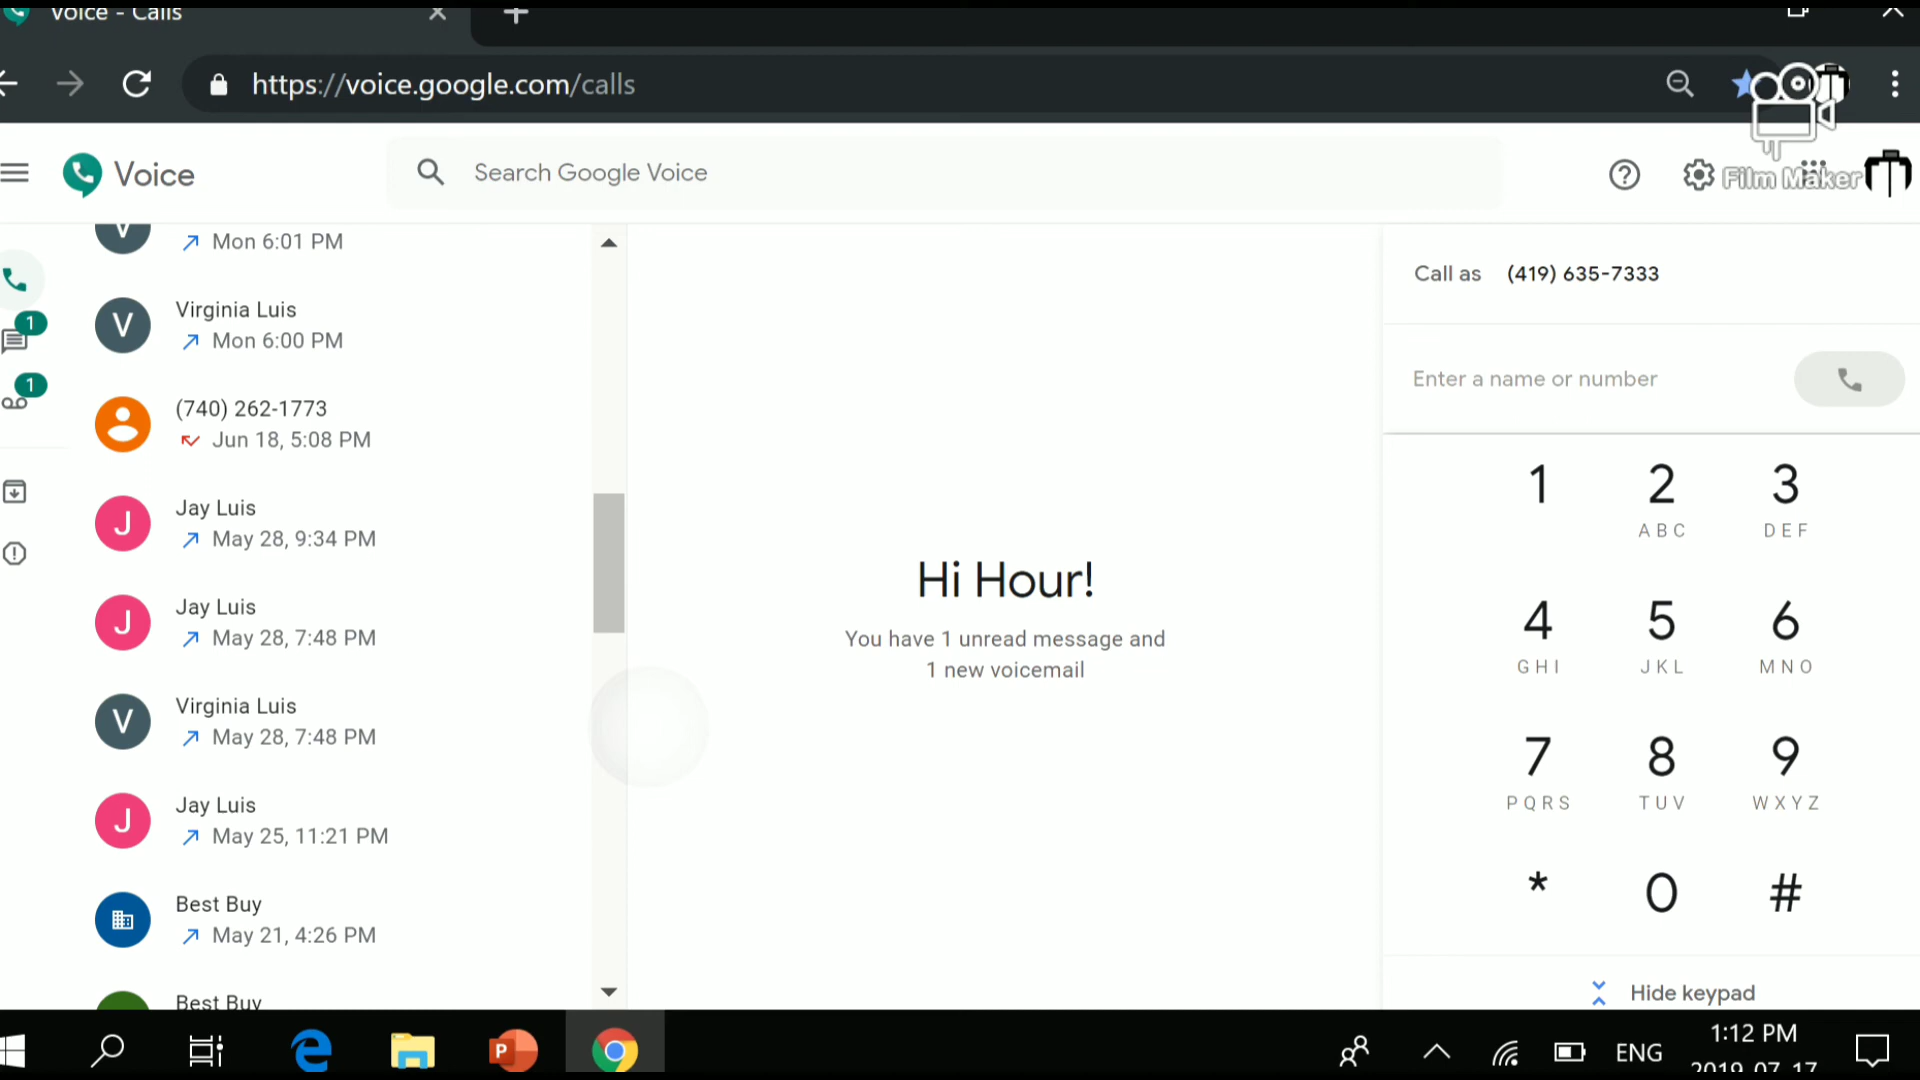 Voice - Calls
https://voice.google.com/calls
Film Maker
Voice
Search Google Voice
Mon 6:01 PM
Virginia Luis
Mon 6:00 PM
1
1
(740) 262-1773
Jun 18, 5:08 PM
Jay Luis
May 28, 9:34 PM
Jay Luis
May 28, 7:48 PM
Virginia Luis
May 28, 7:48 PM
Jay Luis
May 25, 11:21 PM
Best Buy
May 21, 4:26 PM
Best Buy
V
V
J
J
V
J
Hi Hour!
You have 1 unread message and
1 new voicemail
Call as (419) 635-7333
Enter a name or number
1 2 3
ABC DEF
4 5 6
GHI JKL MNO
7 8 9
PQRS TUV WXYZ
* 0 #
Hide keypad
P
ENG
1:12 PM
2019-07-17